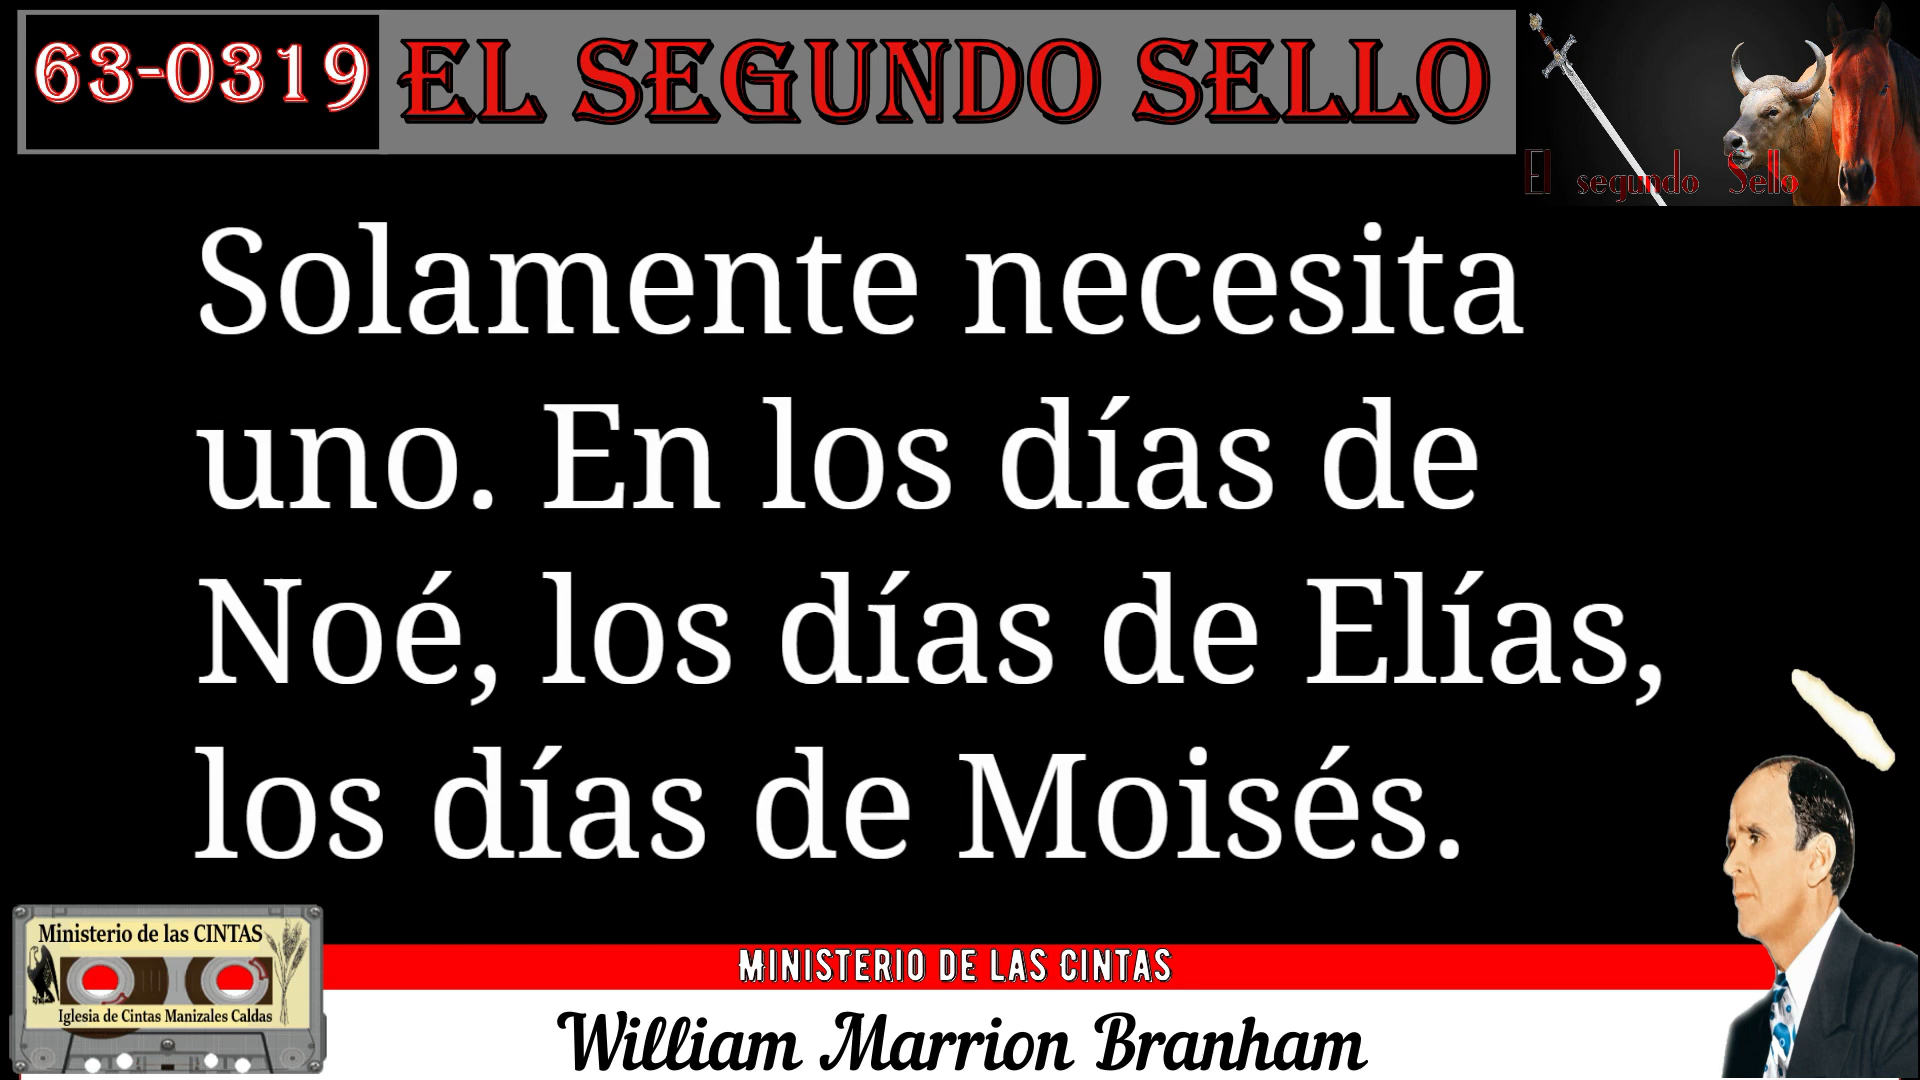 63-0319 EL SEGUNDO SELLO
El segundo Sello
Solamente necesita
uno. En los días de
Noé, los días de Elías,
los días de Moisés.
Ministerio de las CINTAS
Iglesia de Cintas Manizales Caldas
MINISTERIO DE LAS CINTAS
William Marrion Branham